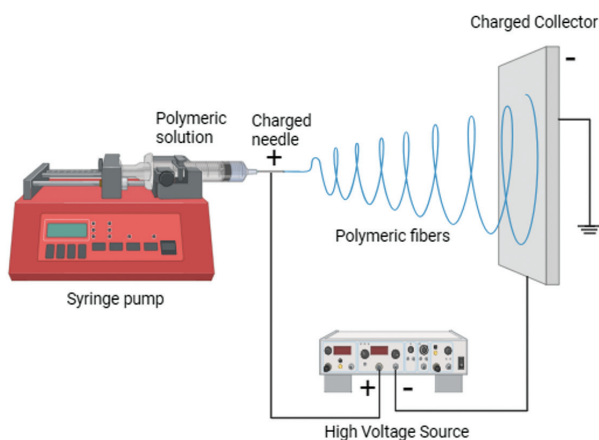 Charged Collector
-
Polymeric
solution
Charged
needle
+
Polymeric fibers
Syringe pump
+ -
High Voltage Source